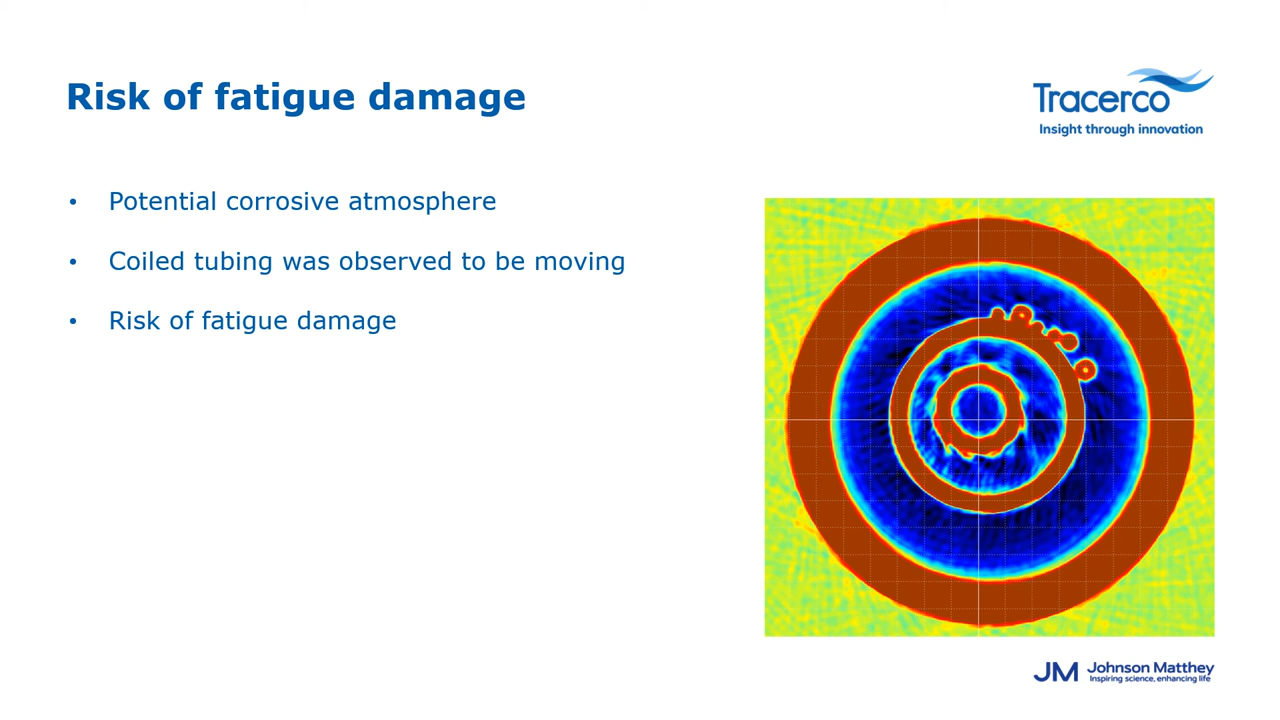 Risk of fatigue damage
Tracerco
Insight through innovation
• Potential corrosive atmosphere
• Coiled tubing was observed to be moving
• Risk of fatigue damage
JM Johnson Matthey
Inspiring science, enhancing life